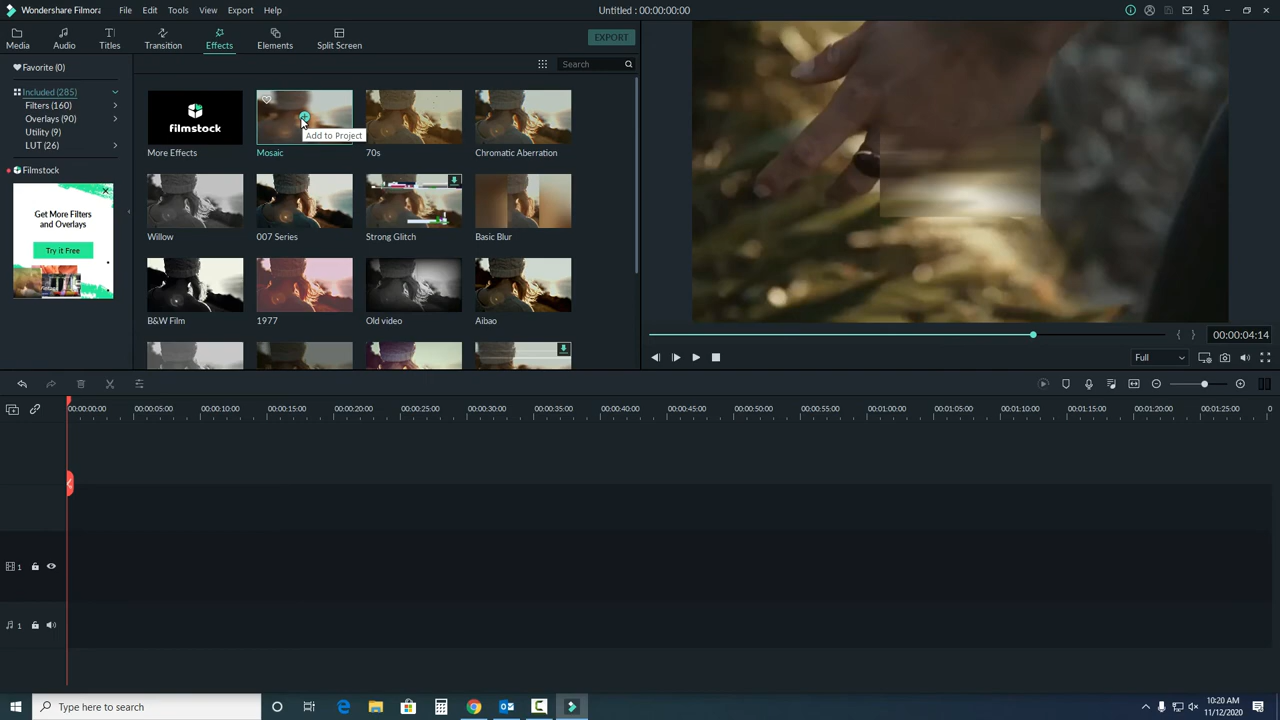 Wondershare Filmora
File Edit Tools View Export Help
Untitled : 00:00:00:00
Media Audio Titles Transition Effects Elements Split Screen
EXPORT
Favorite (0)
Included (285)
Filters (160)
Overlays (90)
Utility (9)
LUT (26)
Filmstock
Get More Filters
and Overlays
Try it Free
Search
filmstock
Add to Project
More Effects Mosaic 70s Chromatic Aberration
Willow 007 Series Strong Glitch Basic Blur
B&W Film 1977 Old video Aibao
00:00:04:14
Full
00:00:00:00 00:00:05:00 00:00:10:00 00:00:15:00 00:00:20:00 00:00:25:00 00:00:30:00 00:00:35:00 00:00:40:00 00:00:45:00 00:00:50:00 00:00:55:00 00:01:00:00 00:01:05:00 00:01:10:00 00:01:15:00 00:01:20:00 00:01:25:00 0
1
1
Type here to search
10:20 AM
11/12/2020